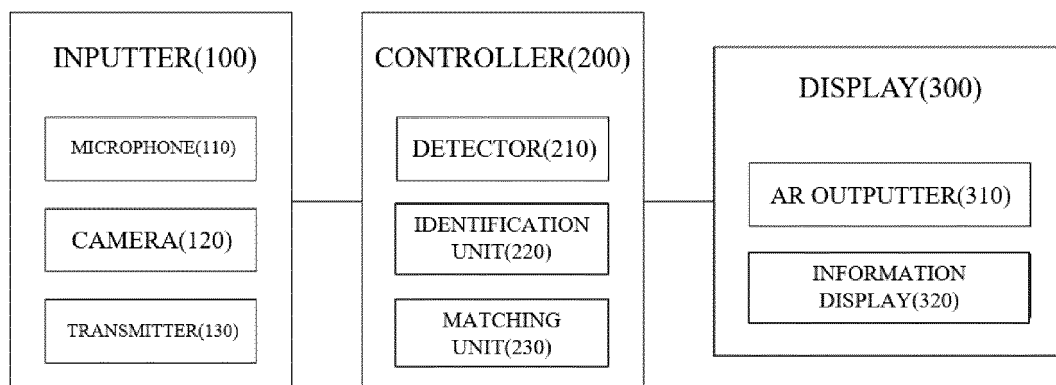 INPUTTER(100)
MICROPHONE(110)
CAMERA(120)
TRANSMITTER(130)
CONTROLLER(200)
DETECTOR(210)
IDENTIFICATION
UNIT(220)
MATCHING
UNIT(230)
DISPLAY(300)
AR OUTPUTTER(310)
INFORMATION
DISPLAY(320)